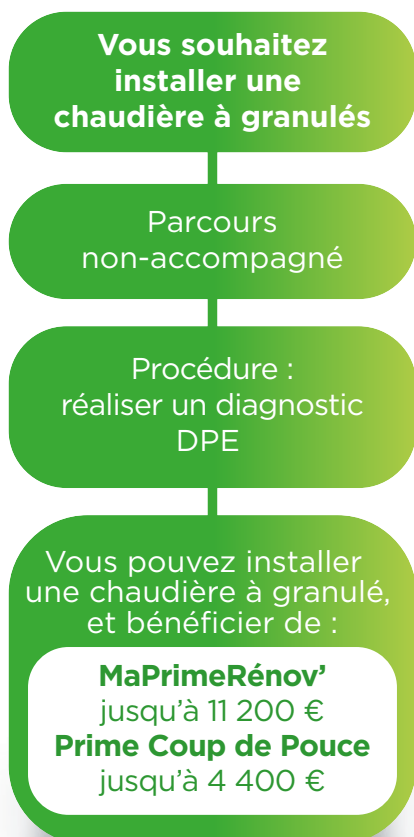 Vous souhaitez
installer une
chaudière à granulés
Parcours
non-accompagné
Procédure :
réaliser un diagnostic
DPE
Vous pouvez installer
une chaudière à granulé,
et bénéficier de :
MaPrimeRénov’
jusqu’à 11 200 €
Prime Coup de Pouce
jusqu’à 4 400 €